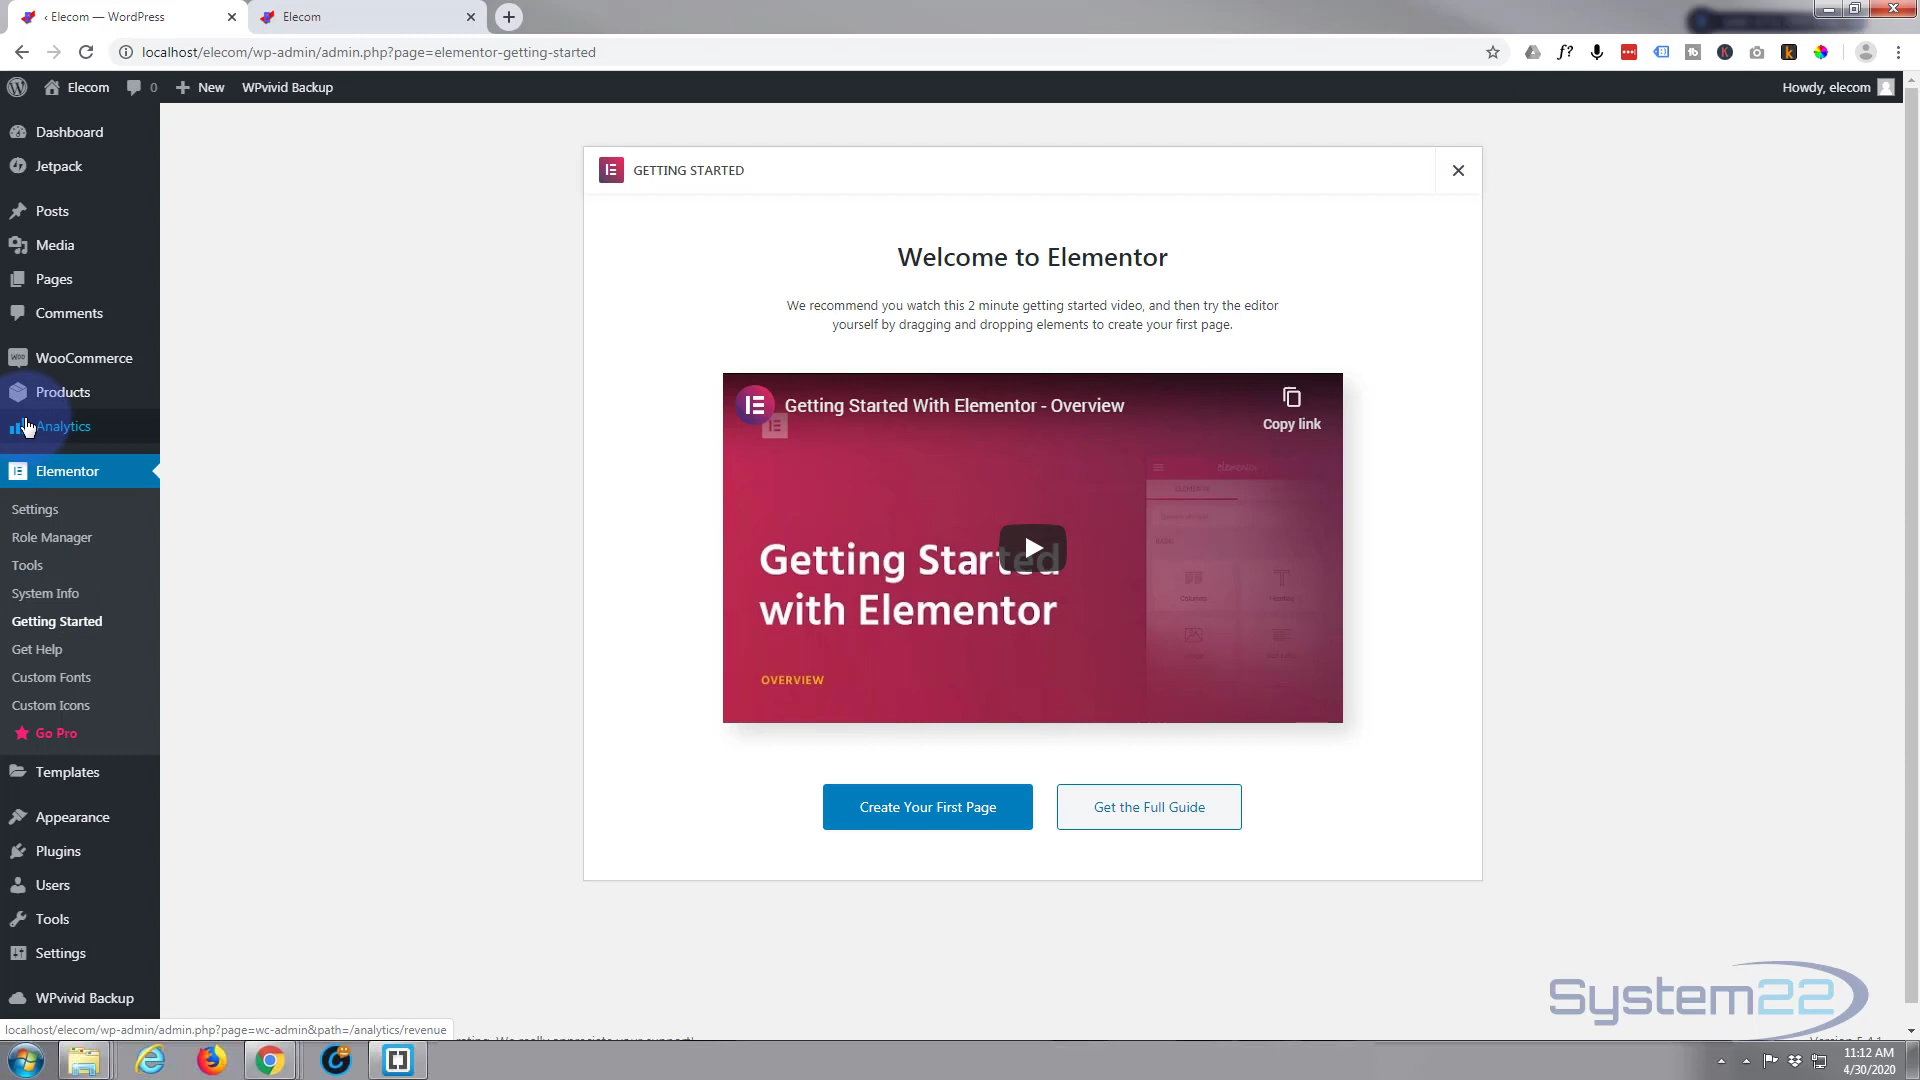 ‹ Elecom — WordPress
Elecom
localhost/elecom/wp-admin/admin.php?page=elementor-getting-started
Elecom
0
New
WPvivid Backup
Howdy, elecom
Dashboard
Jetpack
Posts
Media
Pages
Comments
WooCommerce
Products
Analytics
Elementor
Settings
Role Manager
Tools
System Info
Getting Started
Get Help
Custom Fonts
Custom Icons
Go Pro
Templates
Appearance
Plugins
Users
Tools
Settings
WPvivid Backup
GETTING STARTED
Welcome to Elementor
We recommend you watch this 2 minute getting started video, and then try the editor
yourself by dragging and dropping elements to create your first page.
Getting Started With Elementor - Overview
Copy link
elementor
ELEMENTS
BASIC
Columns
Heading
Getting Started
with Elementor
OVERVIEW
Create Your First Page
Get the Full Guide
System22
localhost/elecom/wp-admin/admin.php?page=wc-admin&path=/analytics/revenue
11:12 AM
4/30/2020